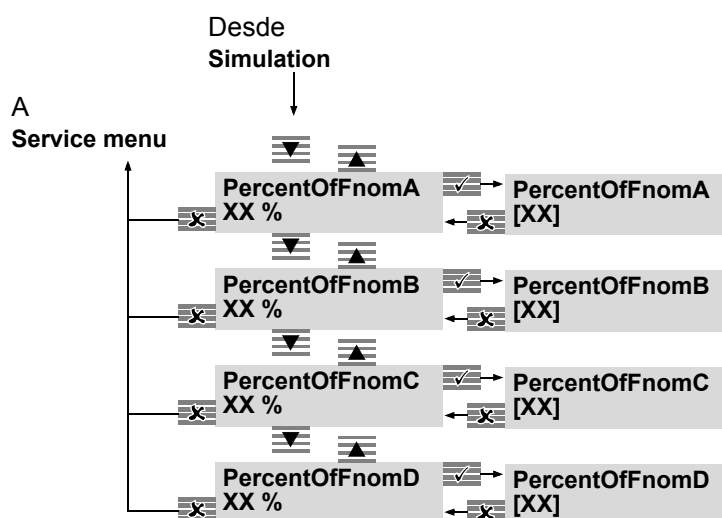 Desde
Simulation
A
Service menu
PercentOfFnomA
XX %
PercentOfFnomA
[XX]
PercentOfFnomB
XX %
PercentOfFnomB
[XX]
PercentOfFnomC
XX %
PercentOfFnomC
[XX]
PercentOfFnomD
XX %
PercentOfFnomD
[XX]